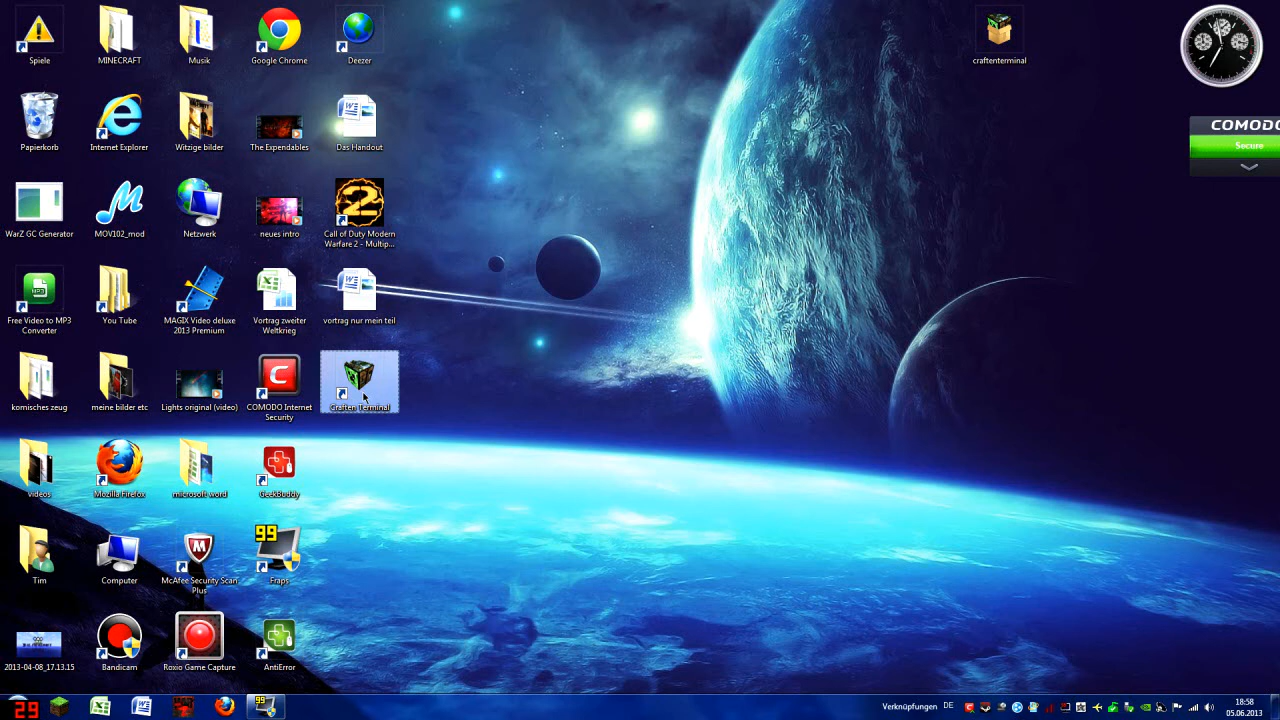 Spiele
MINECRAFT
Musik
Google Chrome
Deezer
craftenterminal
Papierkorb
Internet Explorer
Witzige bilder
The Expendables
Das Handout
COMODO
Secure
WarZ GC Generator
MOV102_mod
Netzwerk
neues intro
Call of Duty Modern
Warfare 2 - Multip...
Free Video to MP3
Converter
You Tube
MAGIX Video deluxe
2013 Premium
Vortrag zweiter
Weltkrieg
vortrag nur mein teil
komisches zeug
meine bilder etc
Lights original (video)
COMODO Internet
Security
Craften Terminal
videos
Mozilla Firefox
microsoft word
GeekBuddy
Tim
Computer
McAfee Security Scan
Plus
99
Fraps
2013-04-08_17.13.15
Bandicam
Roxio Game Capture
AntiError
29
99
Verknüpfungen
DE
18:58
05.06.2013